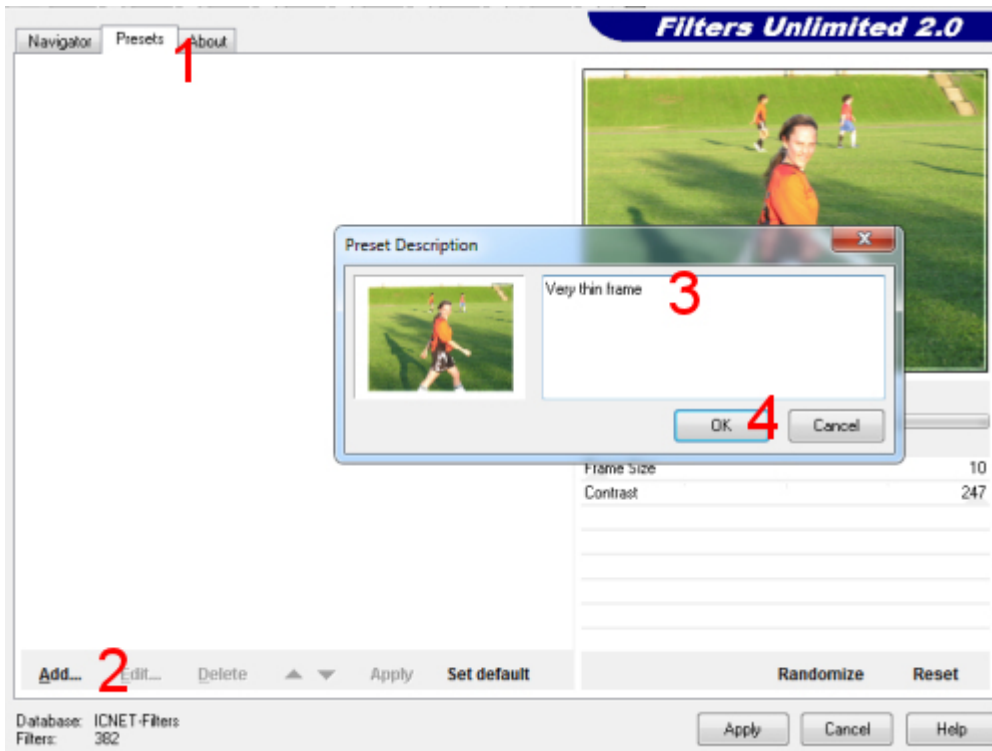 Filters Unlimited 2.0
Navigator Presets About
1
Preset Description
Very thin frame
3
OK Cancel
4
Frame Size 10
Contrast 247
Add... Edit... Delete Apply Set default
2
Randomize Reset
Database: ICNET-Filters
Filters: 382
Apply Cancel Help